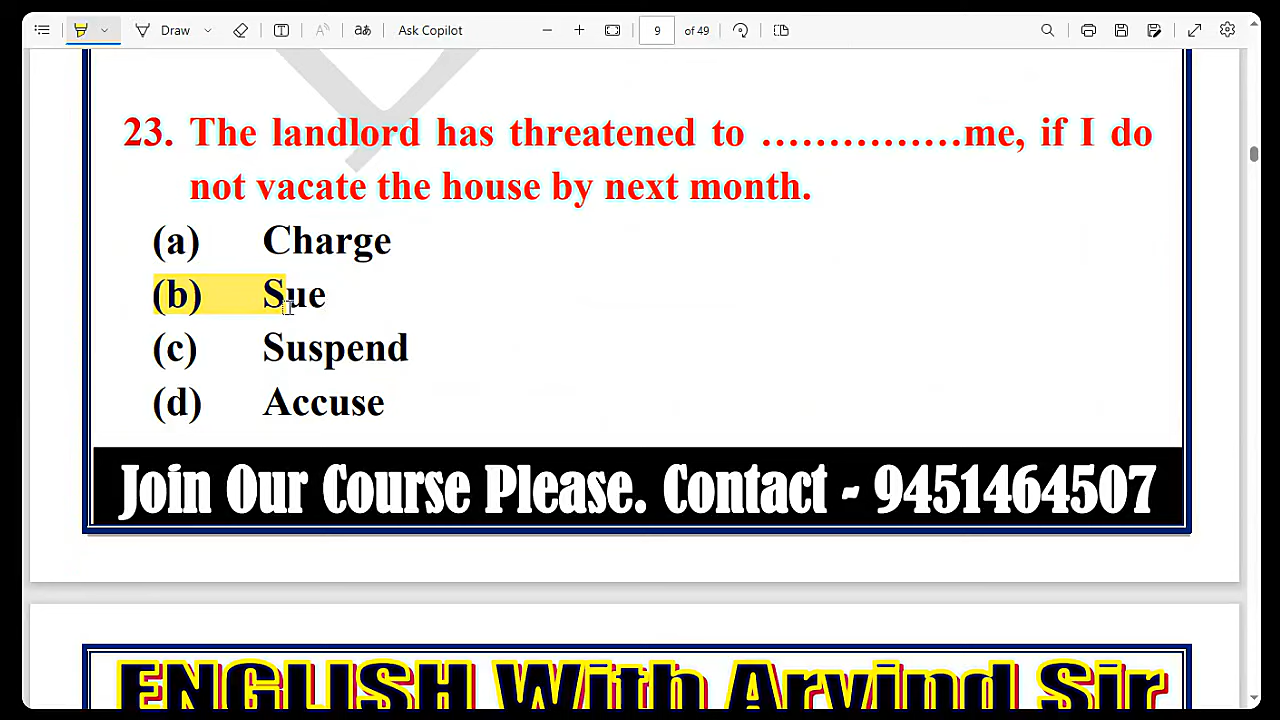 Draw
Ask Copilot
9 of 49
23. The landlord has threatened to ……………me, if I do
not vacate the house by next month.
(a) Charge
(b) Sue
(c) Suspend
(d) Accuse
Join Our Course Please. Contact - 9451464507
ENGLISH With Arvind Sir